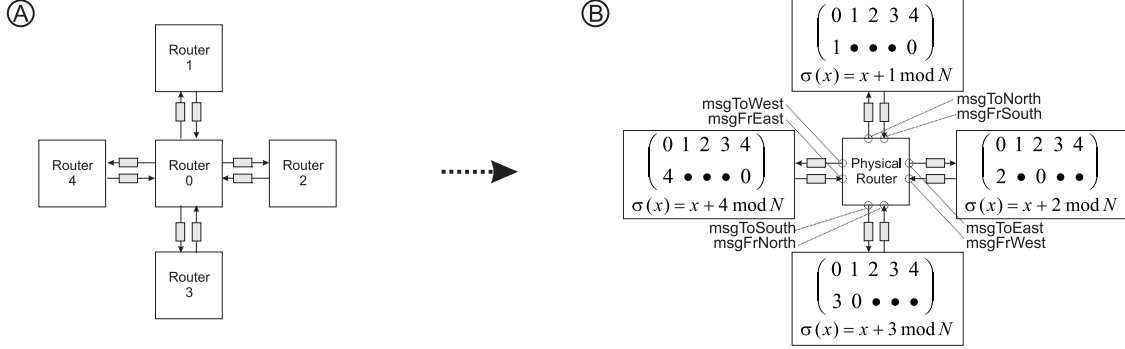 A
Router
1
Router
4
Router
0
Router
2
Router
3
B
0 1 2 3 4
1 • • • 0
σ(x) = x + 1 mod N
msgToWest
msgFrEast
msgToNorth
msgFrSouth
0 1 2 3 4
4 • • • 0
σ(x) = x + 4 mod N
Physical
Router
0 1 2 3 4
2 • 0 • •
σ(x) = x + 2 mod N
msgToSouth
msgFrNorth
msgToEast
msgFrWest
0 1 2 3 4
3 0 • • •
σ(x) = x + 3 mod N